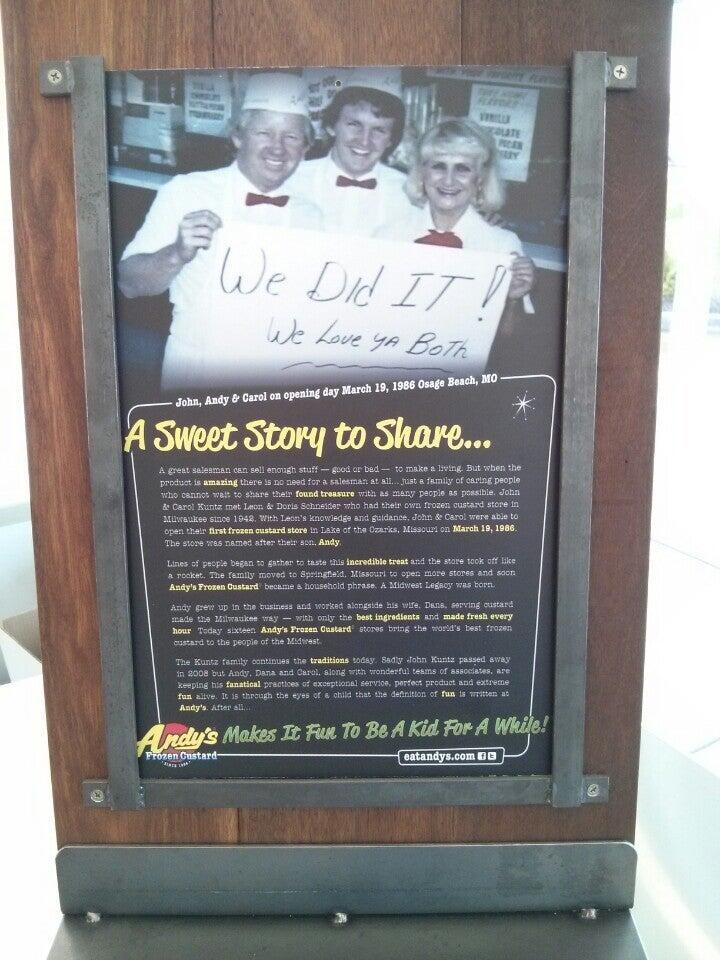 VANILLA
CHOCOLATE
We Did IT!
We Love YA Both
John, Andy & Carol on opening day March 19, 1986 Osage Beach, MO
A Sweet Story to Share...
A great salesman can sell enough stuff — good or bad — to make a living. But when the
product is amazing there is no need for a salesman at all... just a family of caring people
who cannot wait to share their found treasure with as many people as possible. John
& Carol Kuntz met Leon & Doris Schneider who had their own frozen custard store in
Milwaukee since 1942. With Leon's knowledge and guidance, John & Carol were able to
open their first frozen custard store in Lake of the Ozarks, Missouri on March 19, 1986.
The store was named after their son, Andy.
Lines of people began to gather to taste this incredible treat and the store took off like
a rocket. The family moved to Springfield, Missouri to open more stores and soon
Andy's Frozen Custard® became a household phrase. A Midwest Legacy was born.
Andy grew up in the business and worked alongside his wife, Dana, serving custard
made the Milwaukee way — with only the best ingredients and made fresh every
hour. Today sixteen Andy's Frozen Custard® stores bring the world's best frozen
custard to the people of the Midwest.
The Kuntz family continues the traditions today. Sadly John Kuntz passed away
in 2008 but Andy, Dana and Carol, along with wonderful teams of associates, are
keeping his fanatical practices of exceptional service, perfect product and extreme
fun alive. It is through the eyes of a child that the definition of fun is written at
Andy's. After all...
Andy's Makes It Fun To Be A Kid For A While!
Frozen Custard
SINCE 1986
eatandys.com